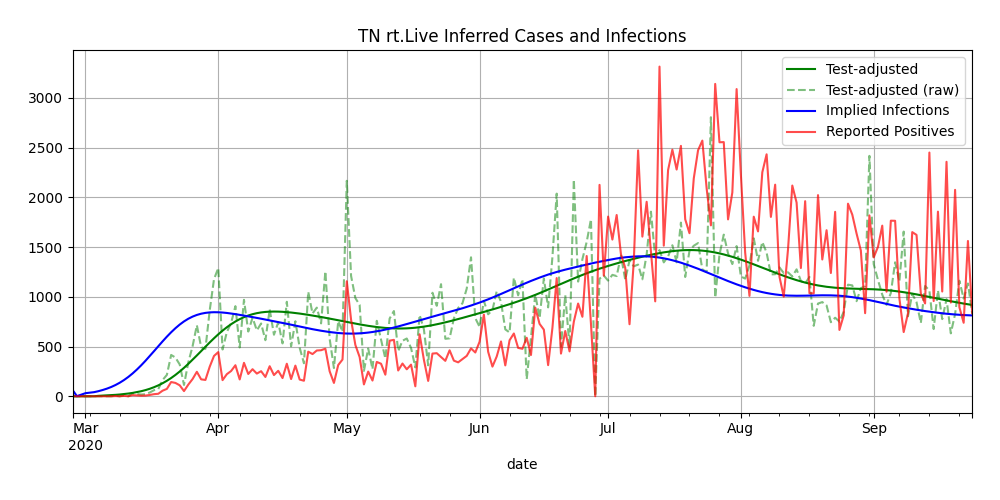 TN rt.Live Inferred Cases and Infections
Test-adjusted
Test-adjusted (raw)
Implied Infections
Reported Positives
3000
2500
2000
1500
1000
500
0
Mar Apr May Jun Jul Aug Sep
2020
date